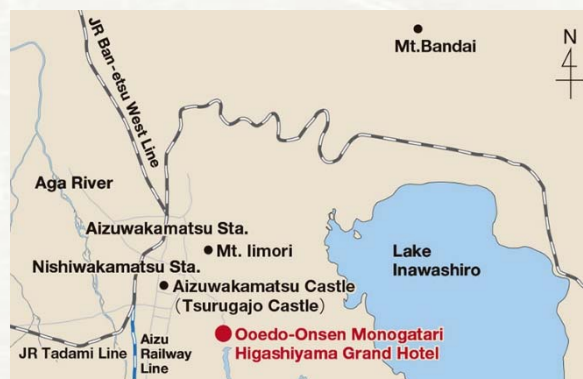 Mt.Bandai
N
JR Ban-etsu West Line
Aga River
Aizuwakamatsu Sta.
Mt. Iimori
Lake
Inawashiro
Nishiwakamatsu Sta.
Aizuwakamatsu Castle
(Tsurugajo Castle)
Ooedo-Onsen Monogatari
Higashiyama Grand Hotel
JR Tadami Line
Aizu
Railway
Line